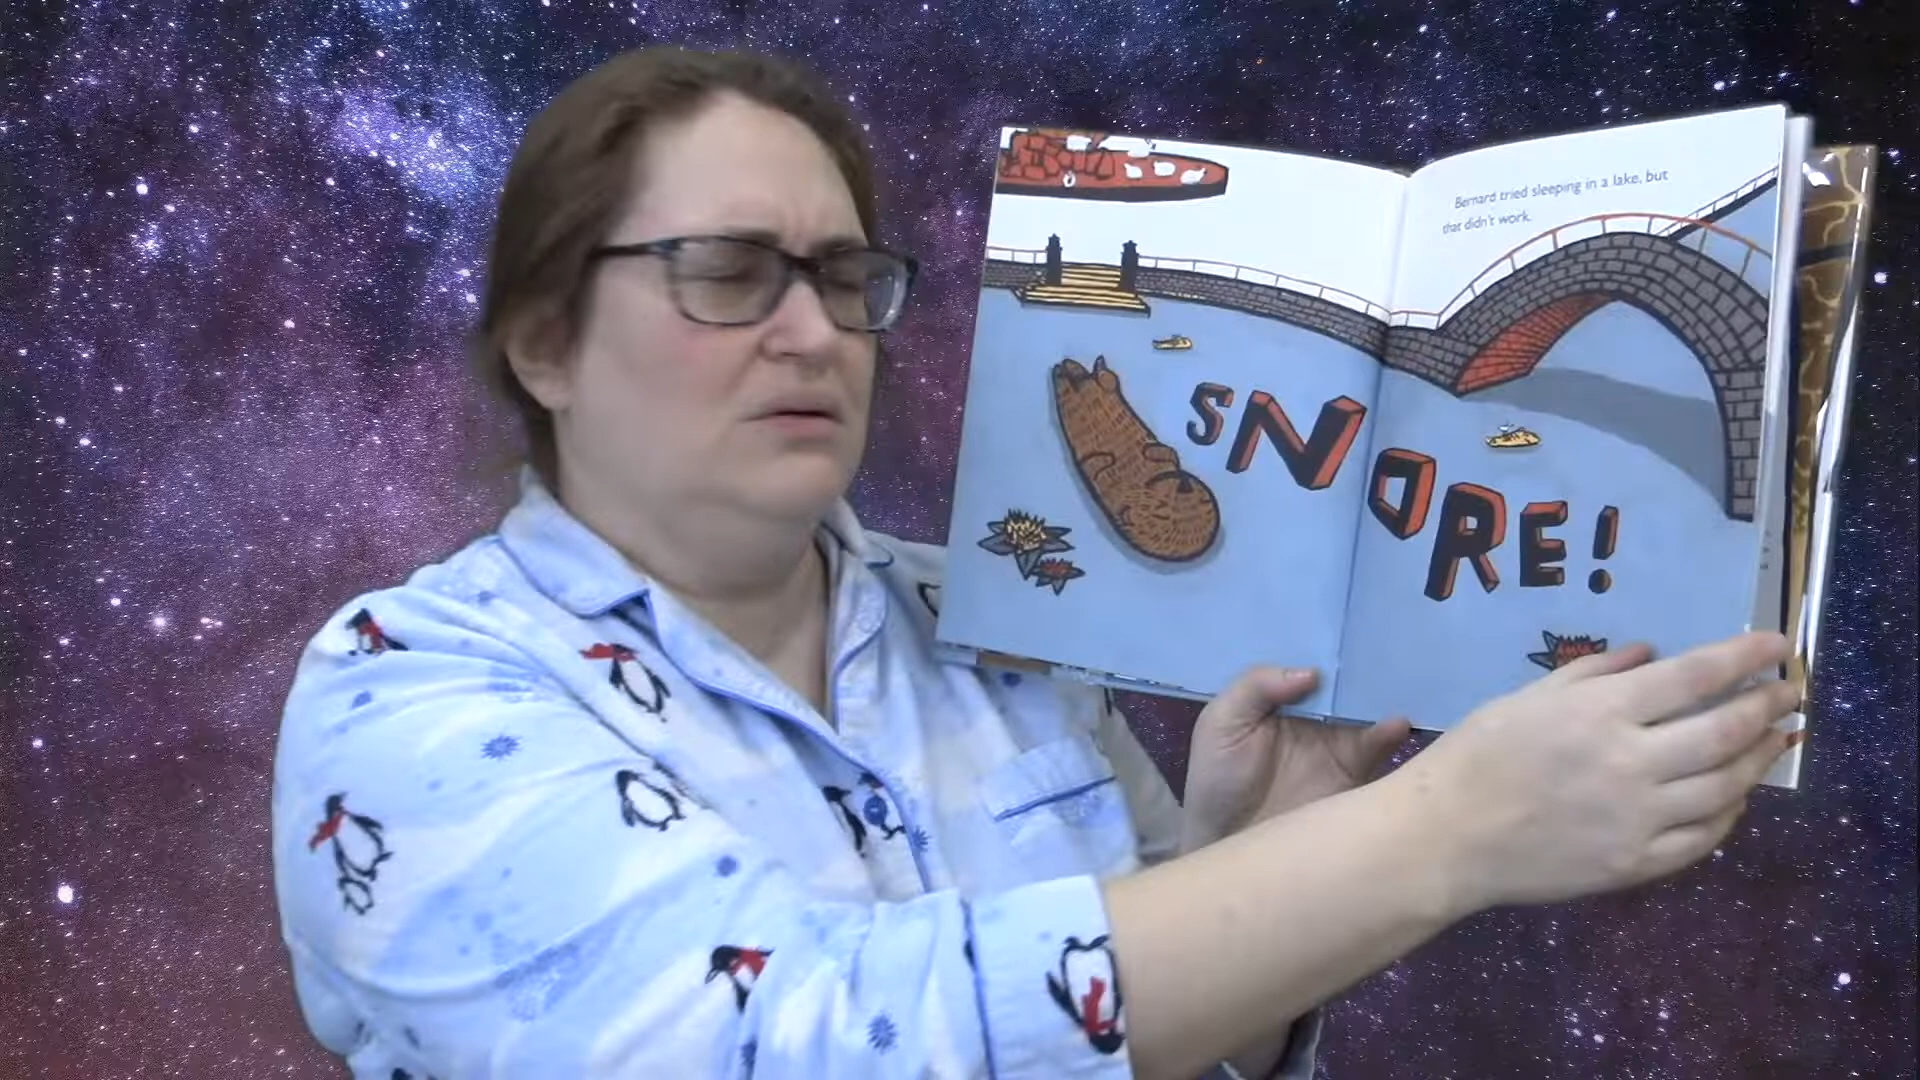 Bernard tried sleeping in a lake, but
that didn't work.
SNORE!